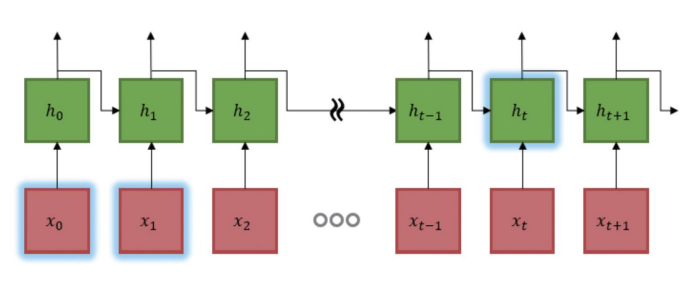 h₀ h₁ h₂ hₜ₋₁ hₜ hₜ₊₁
x₀ x₁ x₂ xₜ₋₁ xₜ xₜ₊₁